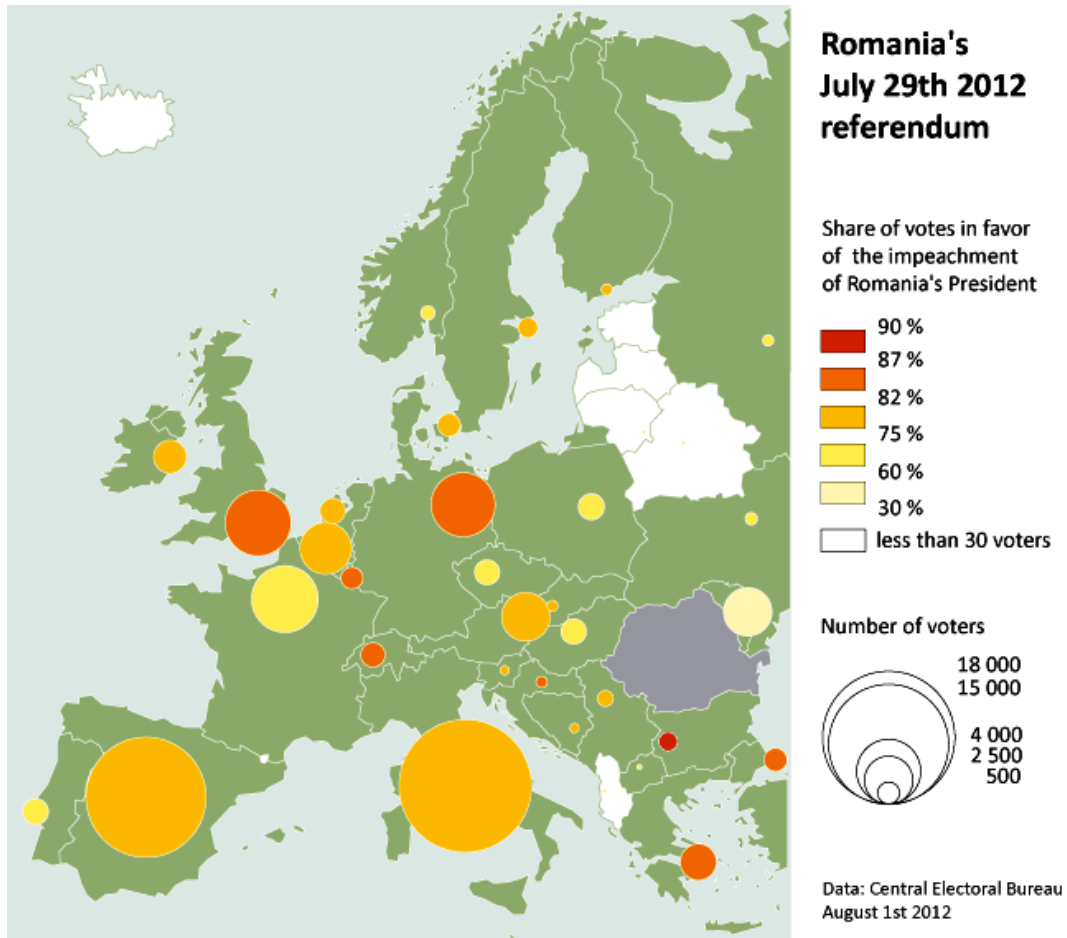 Romania's
July 29th 2012
referendum
Share of votes in favor
of the impeachment
of Romania's President
90 %
87 %
82 %
75 %
60 %
30 %
less than 30 voters
Number of voters
18 000
15 000
4 000
2 500
500
Data: Central Electoral Bureau
August 1st 2012